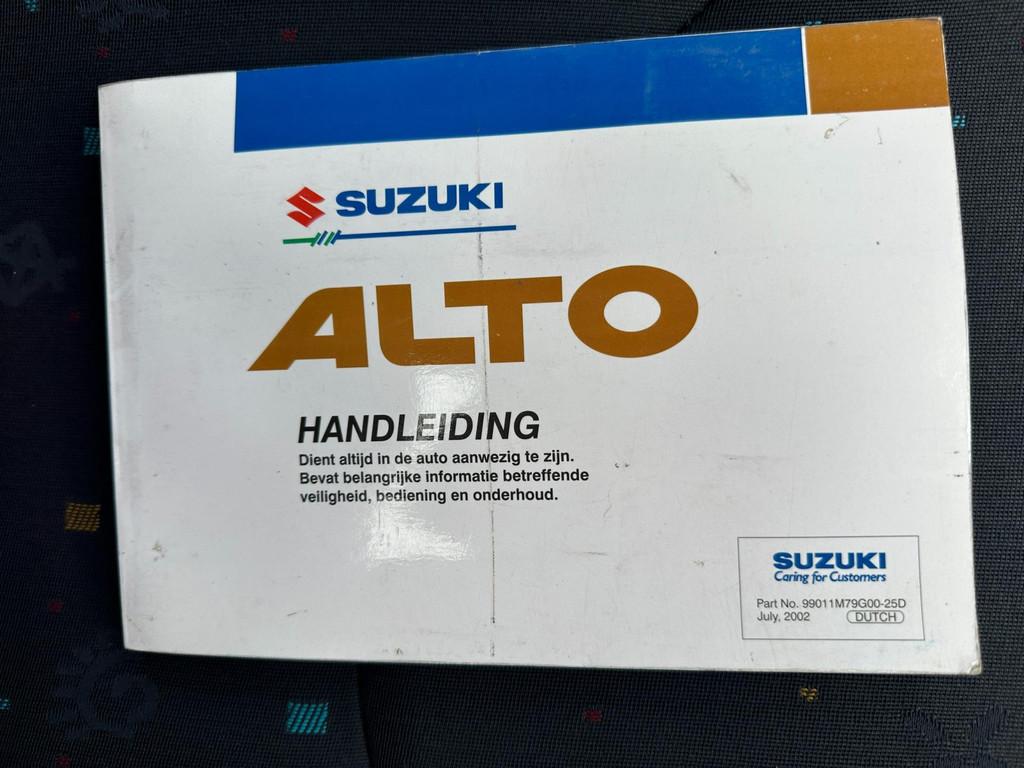 SUZUKI
ALTO
HANDLEIDING
Dient altijd in de auto aanwezig te zijn.
Bevat belangrijke informatie betreffende
veiligheid, bediening en onderhoud.
SUZUKI
Caring for Customers
Part No. 99011M79G00-25D
July, 2002 DUTCH